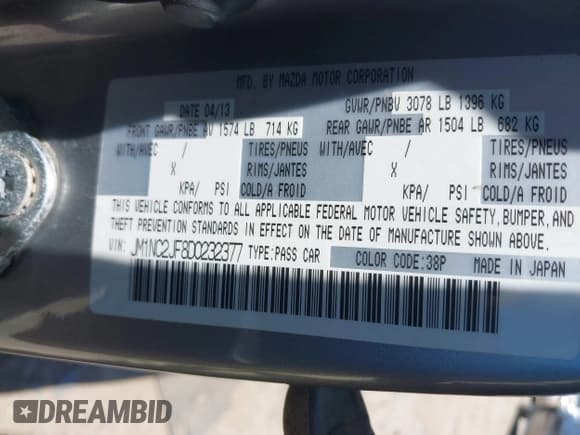 MFD. BY MAZDA MOTOR CORPORATION
DATE 04/13 GVWR/PNBV 3078 LB 1396 KG
FRONT GAWR/PNBE AV 1574 LB 714 KG REAR GAWR/PNBE AR 1504 LB 682 KG
WITH/AVEC / TIRES/PNEUS WITH/AVEC / TIRES/PNEUS
X RIMS/JANTES X RIMS/JANTES
KPA/ PSI COLD/A FROID KPA/ PSI COLD/A FROID
THIS VEHICLE CONFORMS TO ALL APPLICABLE FEDERAL MOTOR VEHICLE SAFETY, BUMPER, AND
THEFT PREVENTION STANDARDS IN EFFECT ON THE DATE OF MANUFACTURE SHOWN ABOVE.
VIN: JM1NC2JF8D0232377 TYPE:PASS CAR COLOR CODE:38P MADE IN JAPAN
DREAMBID